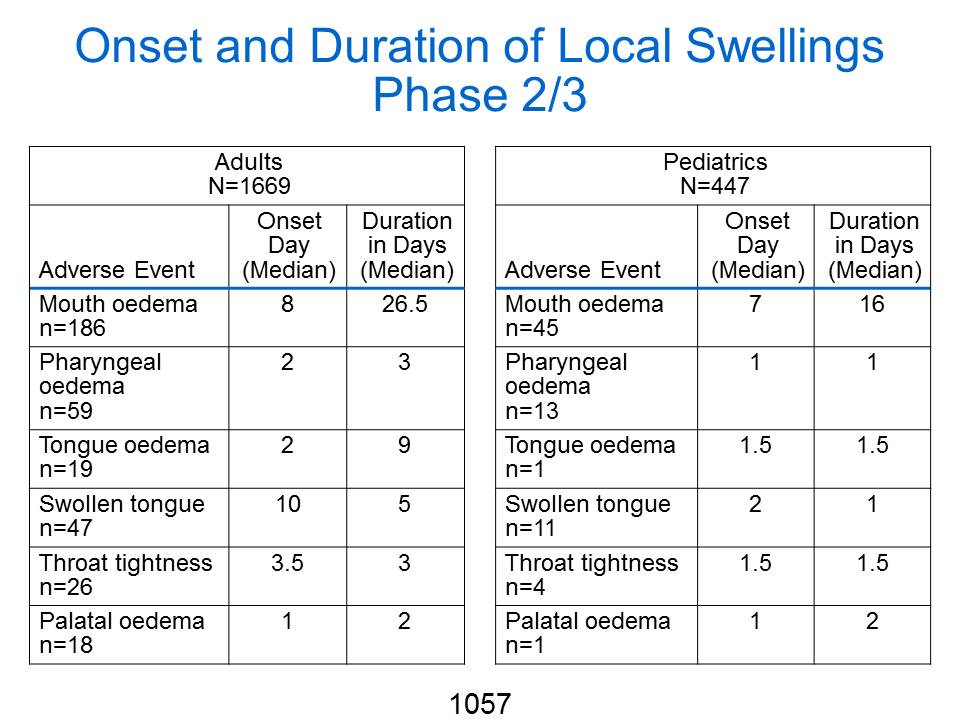 Onset and Duration of Local Swellings
Phase 2/3
Adults
N=1669
Adverse Event
Onset
Day
(Median)
Duration
in Days
(Median)
Mouth oedema
n=186
8
26.5
Pharyngeal
oedema
n=59
2
3
Tongue oedema
n=19
2
9
Swollen tongue
n=47
10
5
Throat tightness
n=26
3.5
3
Palatal oedema
n=18
1
2
Pediatrics
N=447
Adverse Event
Onset
Day
(Median)
Duration
in Days
(Median)
Mouth oedema
n=45
7
16
Pharyngeal
oedema
n=13
1
1
Tongue oedema
n=1
1.5
1.5
Swollen tongue
n=11
2
1
Throat tightness
n=4
1.5
1.5
Palatal oedema
n=1
1
2
1057